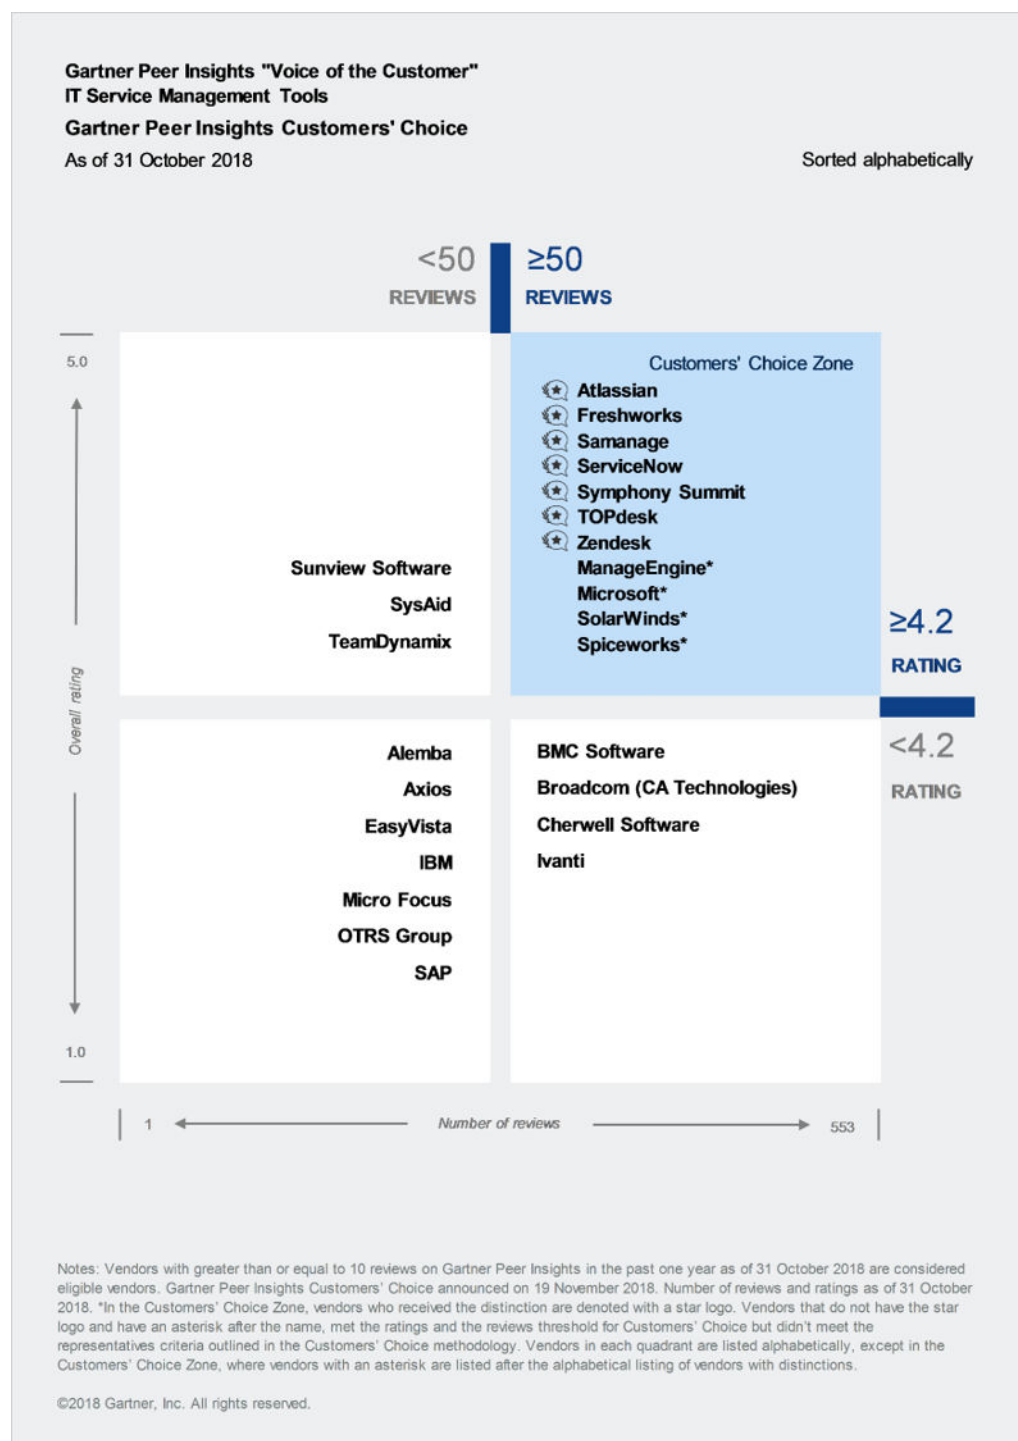 Gartner Peer Insights "Voice of the Customer"
IT Service Management Tools
Gartner Peer Insights Customers' Choice
As of 31 October 2018
Sorted alphabetically
<50
REVIEWS
≥50
REVIEWS
5.0
Customers' Choice Zone
Atlassian
Freshworks
Samanage
ServiceNow
Symphony Summit
TOPdesk
Zendesk
ManageEngine*
Microsoft*
SolarWinds*
Spiceworks*
Sunview Software
SysAid
TeamDynamix
≥4.2
RATING
Overall rating
<4.2
RATING
Alemba
Axios
EasyVista
IBM
Micro Focus
OTRS Group
SAP
BMC Software
Broadcom (CA Technologies)
Cherwell Software
Ivanti
1.0
1
Number of reviews
553
Notes: Vendors with greater than or equal to 10 reviews on Gartner Peer Insights in the past one year as of 31 October 2018 are considered
eligible vendors. Gartner Peer Insights Customers' Choice announced on 19 November 2018. Number of reviews and ratings as of 31 October
2018. *In the Customers' Choice Zone, vendors who received the distinction are denoted with a star logo. Vendors that do not have the star
logo and have an asterisk after the name, met the ratings and the reviews threshold for Customers' Choice but didn't meet the
representatives criteria outlined in the Customers' Choice methodology. Vendors in each quadrant are listed alphabetically, except in the
Customers' Choice Zone, where vendors with an asterisk are listed after the alphabetical listing of vendors with distinctions.
©2018 Gartner, Inc. All rights reserved.